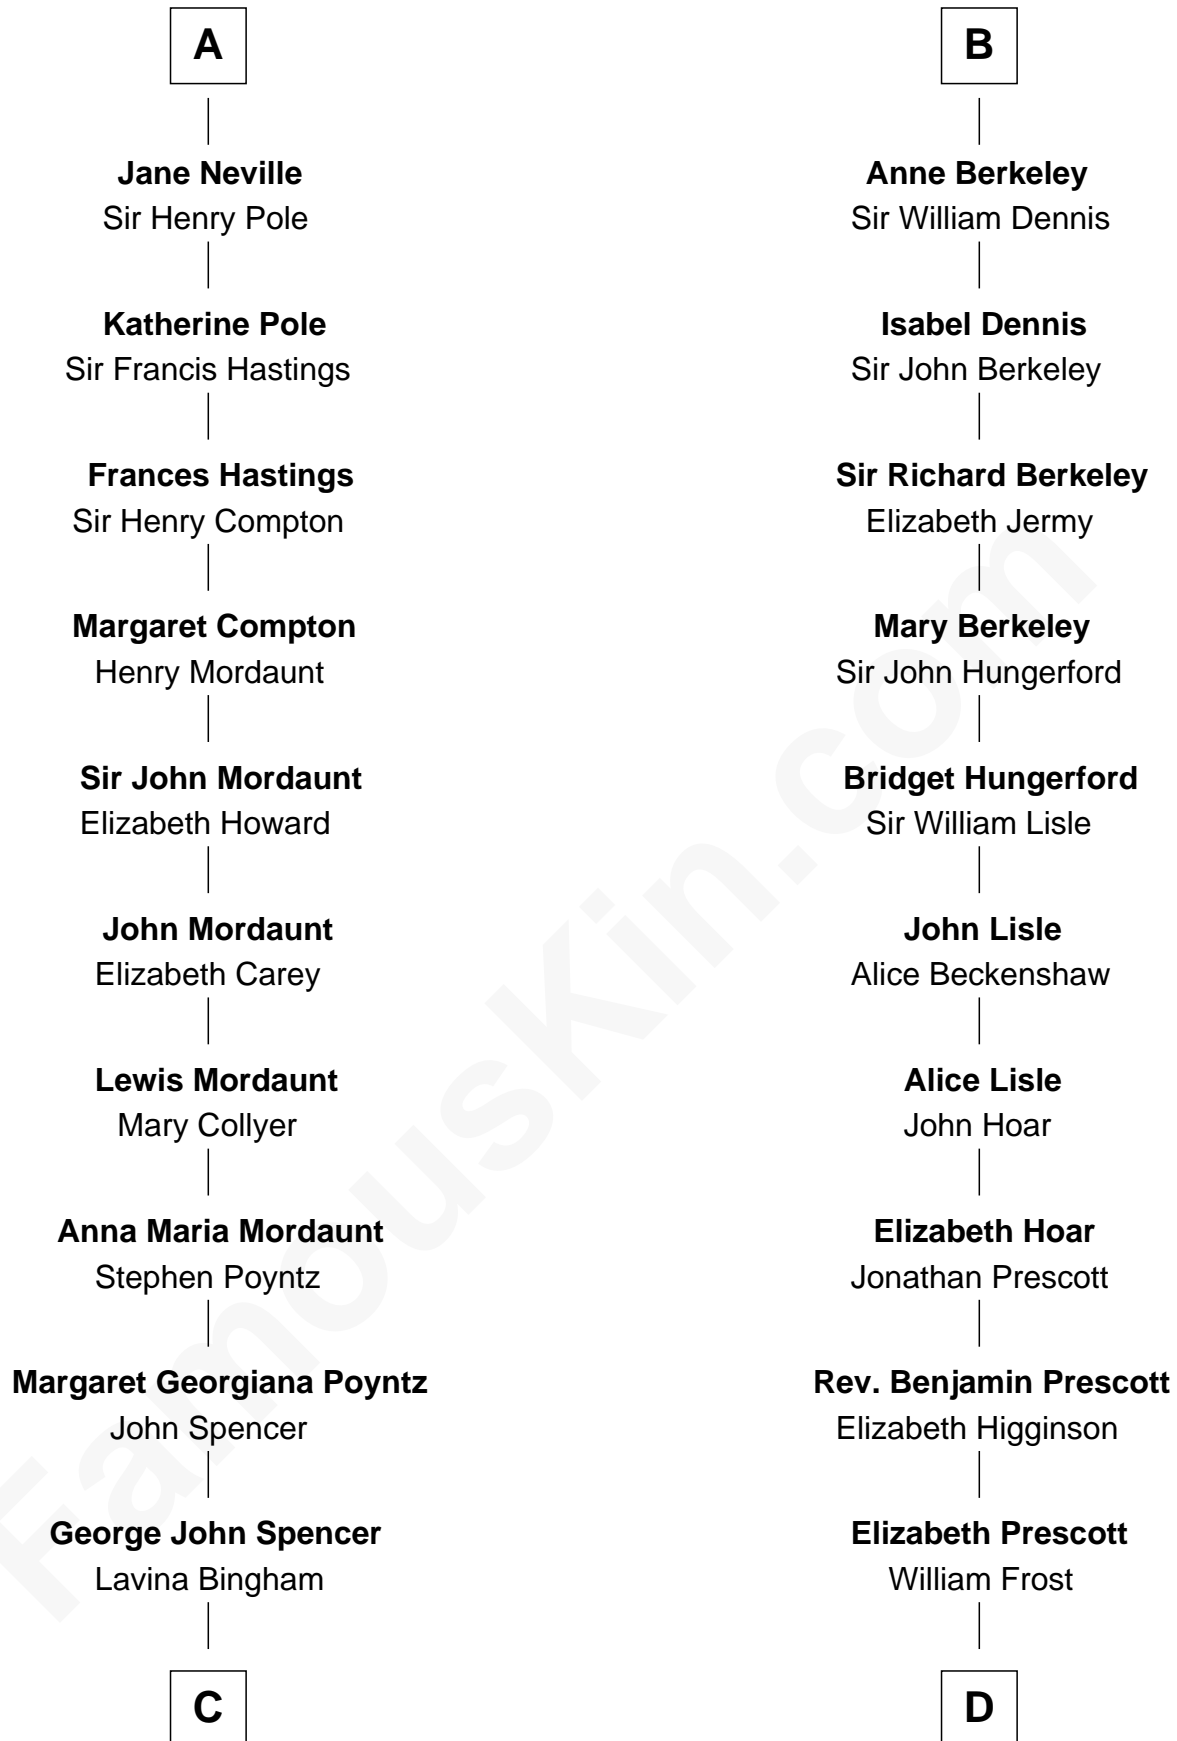 A
Jane Neville
Sir Henry Pole
Katherine Pole
Sir Francis Hastings
Frances Hastings
Sir Henry Compton
Margaret Compton
Henry Mordaunt
Sir John Mordaunt
Elizabeth Howard
John Mordaunt
Elizabeth Carey
Lewis Mordaunt
Mary Collyer
Anna Maria Mordaunt
Stephen Poyntz
Margaret Georgiana Poyntz
John Spencer
George John Spencer
Lavina Bingham
C
B
Anne Berkeley
Sir William Dennis
Isabel Dennis
Sir John Berkeley
Sir Richard Berkeley
Elizabeth Jermy
Mary Berkeley
Sir John Hungerford
Bridget Hungerford
Sir William Lisle
John Lisle
Alice Beckenshaw
Alice Lisle
John Hoar
Elizabeth Hoar
Jonathan Prescott
Rev. Benjamin Prescott
Elizabeth Higginson
Elizabeth Prescott
William Frost
D
FamousKin.com